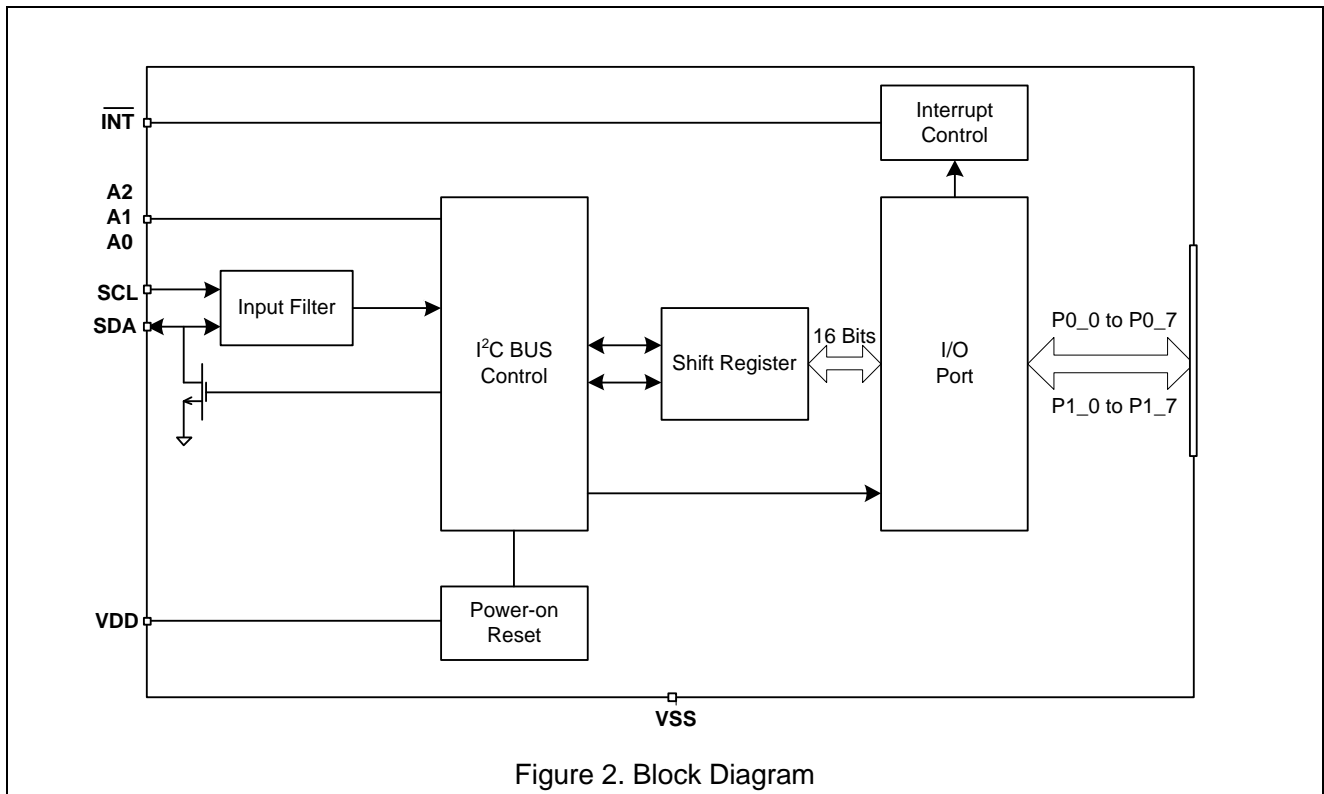 INT
Interrupt
Control
A2
A1
A0
SCL
SDA
Input Filter
I²C BUS
Control
Shift Register
16 Bits
I/O
Port
P0_0 to P0_7
P1_0 to P1_7
VDD
Power-on
Reset
VSS
Figure 2. Block Diagram